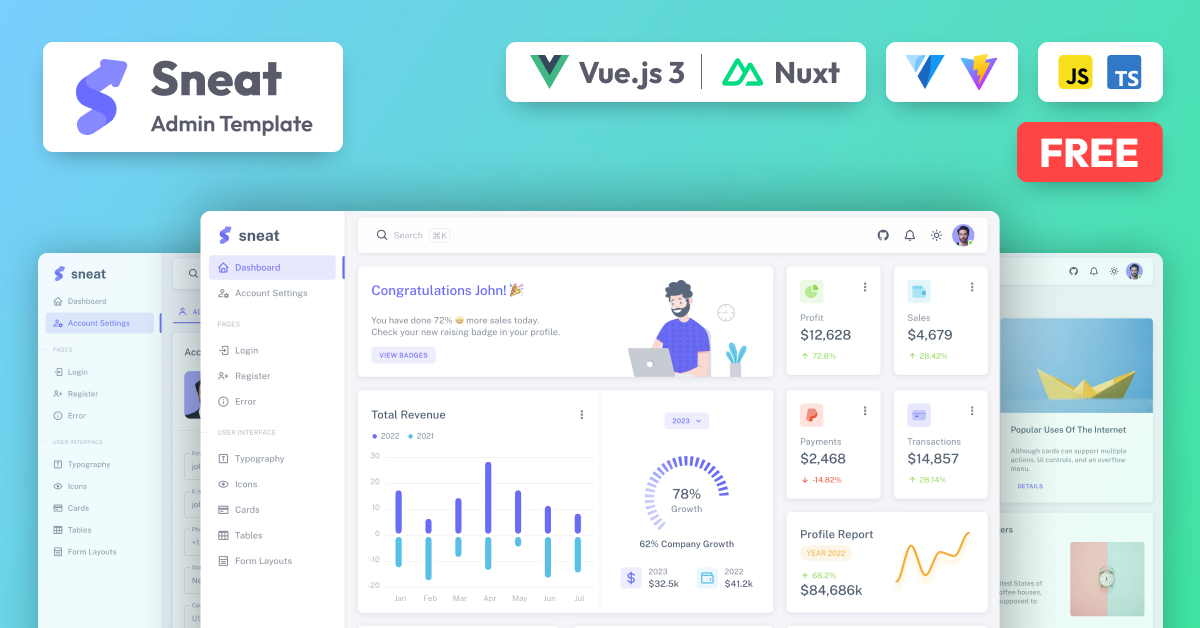 Sneat
Admin Template
Vue.js 3
Nuxt
JS
TS
FREE
sneat
Dashboard
Account Settings
PAGES
Login
Register
Error
USER INTERFACE
Typography
Icons
Cards
Tables
Form Layouts
Search ⌘K
Congratulations John! 🎉
You have done 72% 🤩 more sales today.
Check your new raising badge in your profile.
VIEW BADGES
Profit
$12,628
72.8%
Sales
$4,679
28.42%
Total Revenue
2022 2021
30
20
10
0
-10
-20
Jan Feb Mar Apr May Jun Jul
2023
78%
Growth
62% Company Growth
2023
$32.5k
2022
$41.2k
Payments
$2,468
-14.82%
Transactions
$14,857
28.14%
Profile Report
YEAR 2022
68.2%
$84,686k
sneat
Dashboard
Account Settings
PAGES
Login
Register
Error
USER INTERFACE
Typography
Icons
Cards
Tables
Form Layouts
Popular Uses Of The Internet
Although cards can support multiple
actions, UI controls, and an overflow
menu.
DETAILS